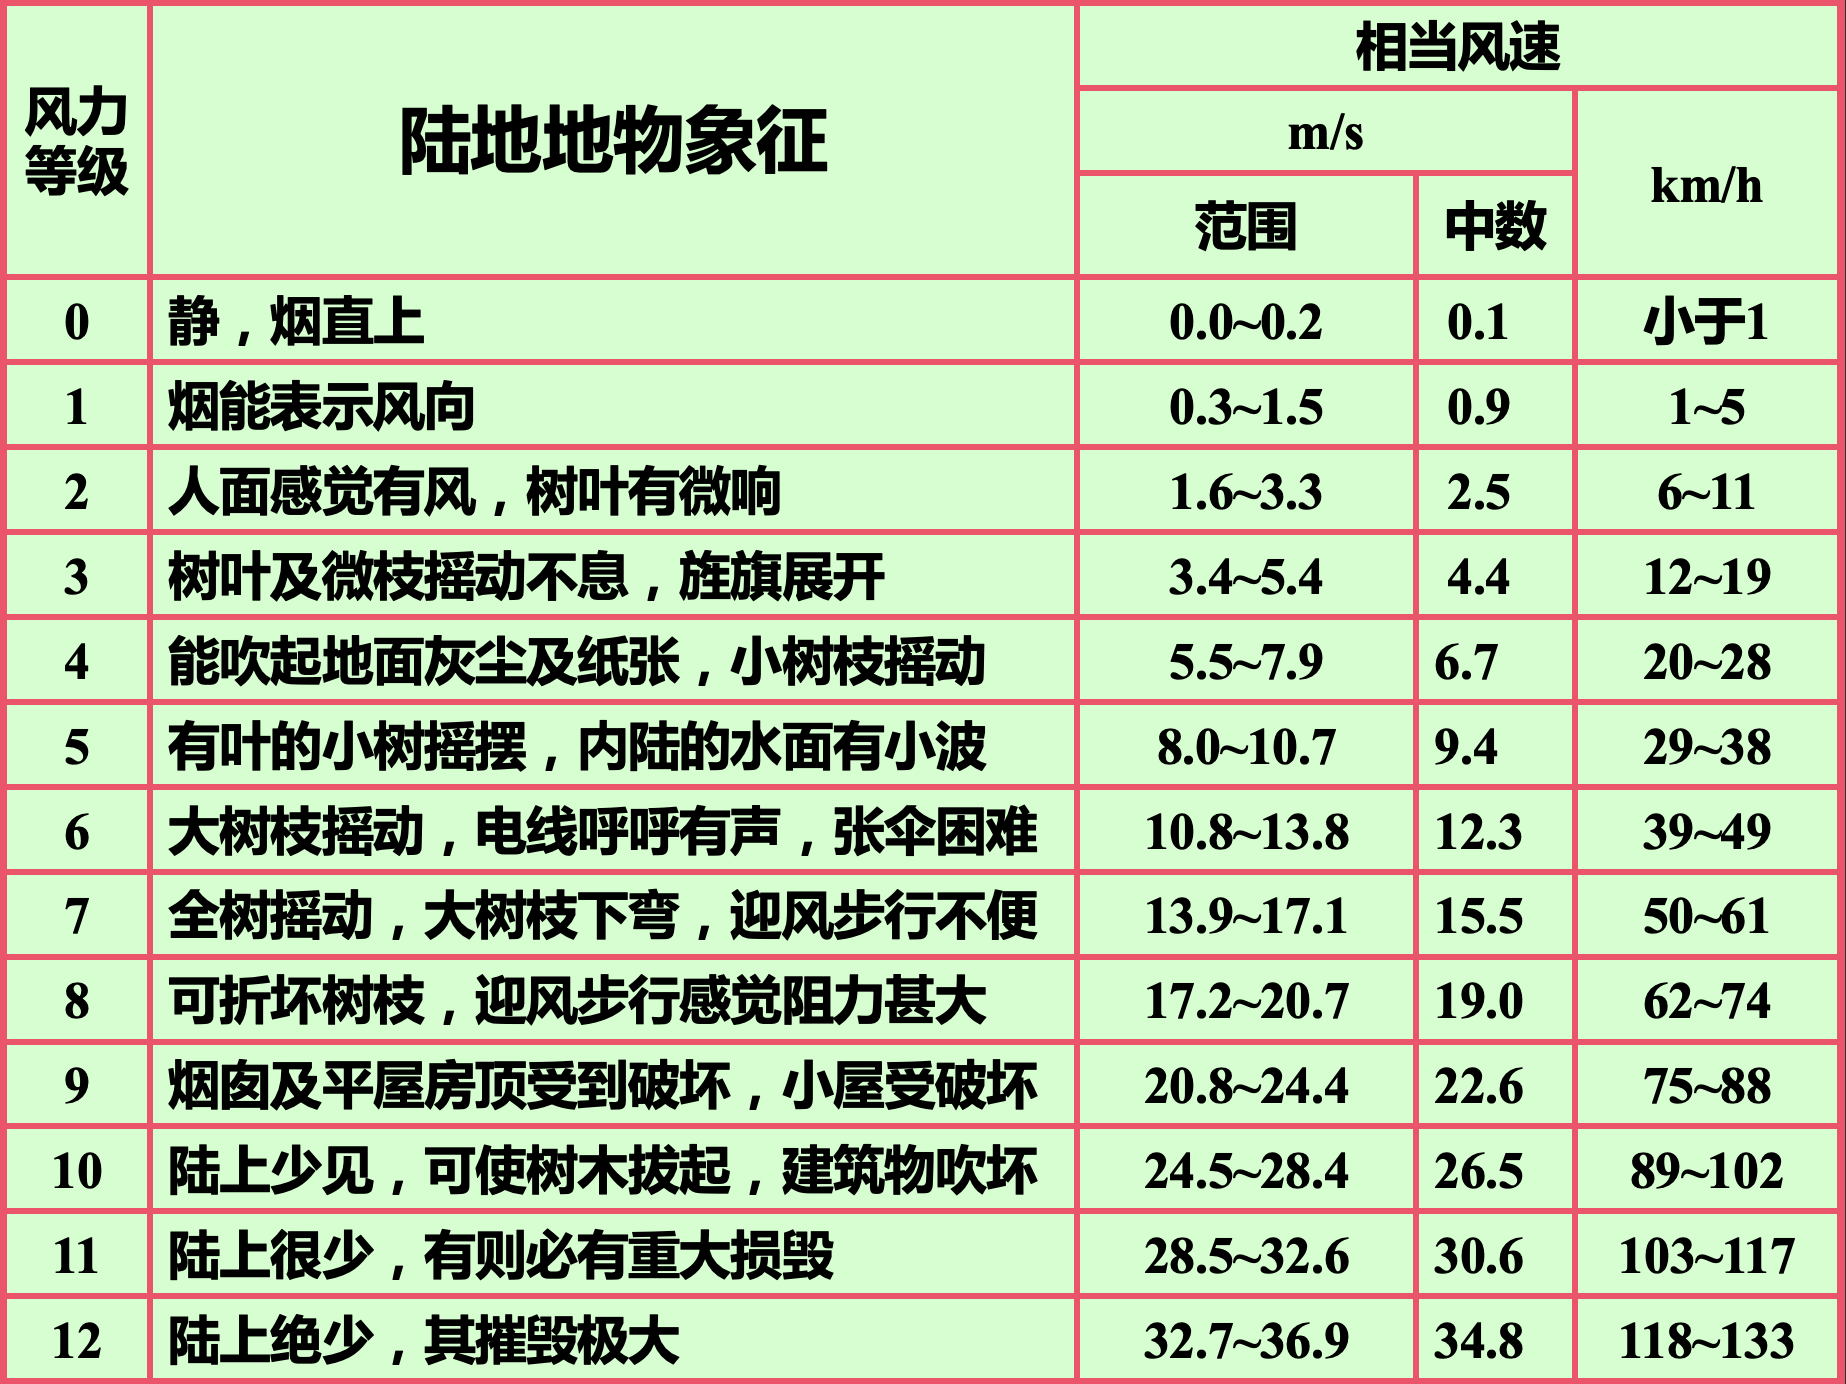 风力等级 陆地地物象征 相当风速
m/s km/h
范围 中数
0 静，烟直上 0.0~0.2 0.1 小于1
1 烟能表示风向 0.3~1.5 0.9 1~5
2 人面感觉有风，树叶有微响 1.6~3.3 2.5 6~11
3 树叶及微枝摇动不息，旌旗展开 3.4~5.4 4.4 12~19
4 能吹起地面灰尘及纸张，小树枝摇动 5.5~7.9 6.7 20~28
5 有叶的小树摇摆，内陆的水面有小波 8.0~10.7 9.4 29~38
6 大树枝摇动，电线呼呼有声，张伞困难 10.8~13.8 12.3 39~49
7 全树摇动，大树枝下弯，迎风步行不便 13.9~17.1 15.5 50~61
8 可折坏树枝，迎风步行感觉阻力甚大 17.2~20.7 19.0 62~74
9 烟囱及平屋房顶受到破坏，小屋受破坏 20.8~24.4 22.6 75~88
10 陆上少见，可使树木拔起，建筑物吹坏 24.5~28.4 26.5 89~102
11 陆上很少，有则必有重大损毁 28.5~32.6 30.6 103~117
12 陆上绝少，其摧毁极大 32.7~36.9 34.8 118~133